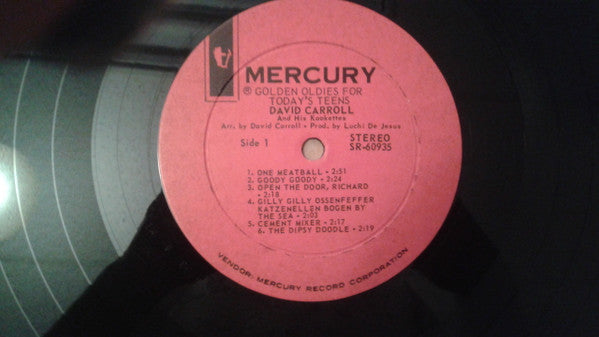 MERCURY
® GOLDEN OLDIES FOR
TODAY'S TEENS
DAVID CARROLL
And His Kookettes
Arr. by David Carroll • Prod. by Luchi De Jesus
Side 1
STEREO
SR-60935
1. ONE MEATBALL • 2:51
2. GOODY GOODY • 2:24
3. OPEN THE DOOR, RICHARD
• 2:18
4. GILLY GILLY OSSENFEFFER
KATZENELLEN BOGEN BY
THE SEA • 2:03
5. CEMENT MIXER • 2:17
6. THE DIPSY DOODLE • 2:19
VENDOR: MERCURY RECORD CORPORATION